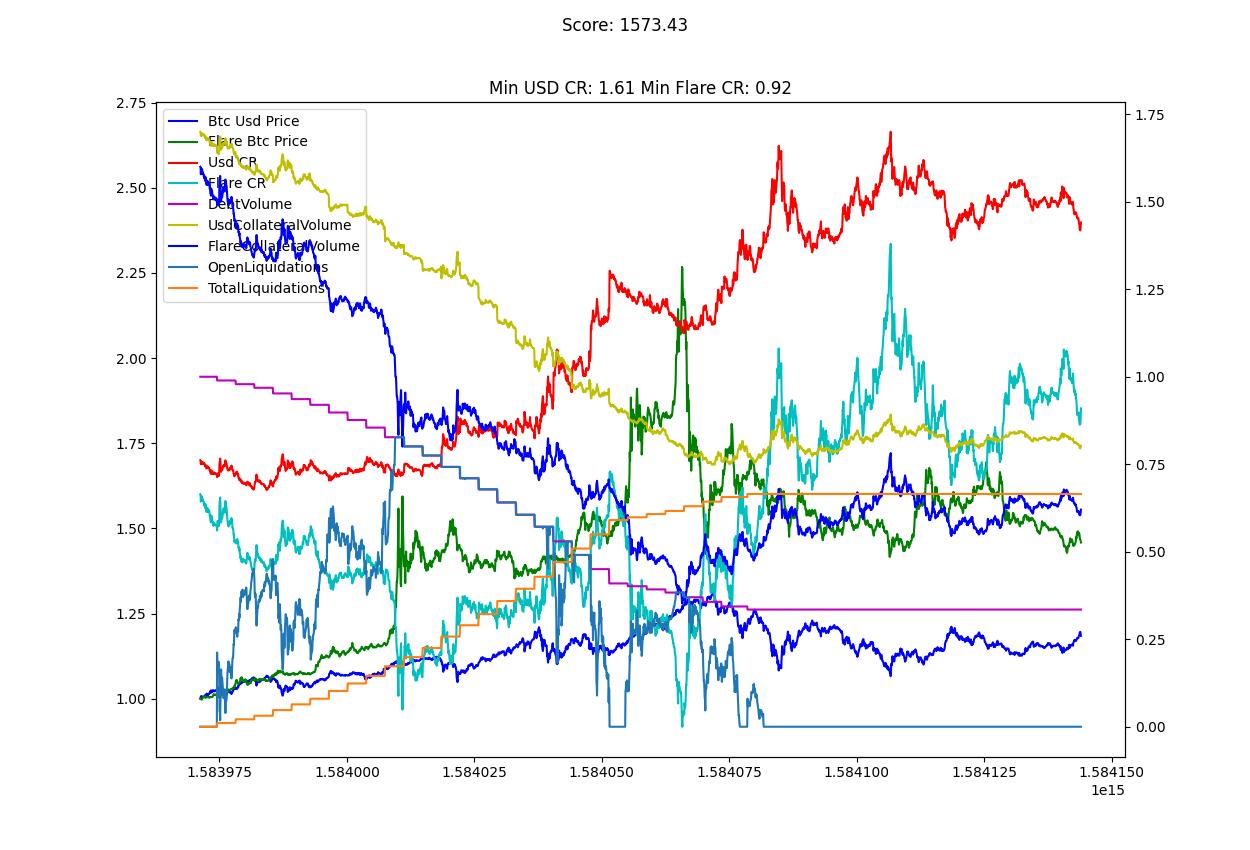 Score: 1573.43
Min USD CR: 1.61 Min Flare CR: 0.92
Btc Usd Price
Flare Btc Price
Usd CR
Flare CR
DebtVolume
UsdCollateralVolume
FlareCollateralVolume
OpenLiquidations
TotalLiquidations
2.75
2.50
2.25
2.00
1.75
1.50
1.25
1.00
1.75
1.50
1.25
1.00
0.75
0.50
0.25
0.00
1.583975
1.584000
1.584025
1.584050
1.584075
1.584100
1.584125
1.584150
1e15